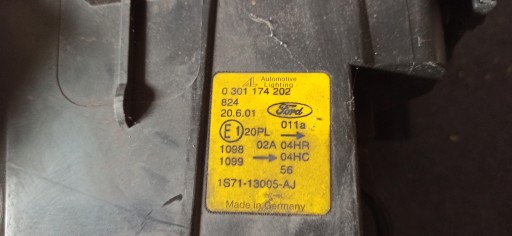 Automotive
Lighting
0 301 174 202
824
20.6.01
Ford
011a
E1 20PL →
1098 02A 04HR
1099 → 04HC
56
1S71-13005-AJ
Made in Germany